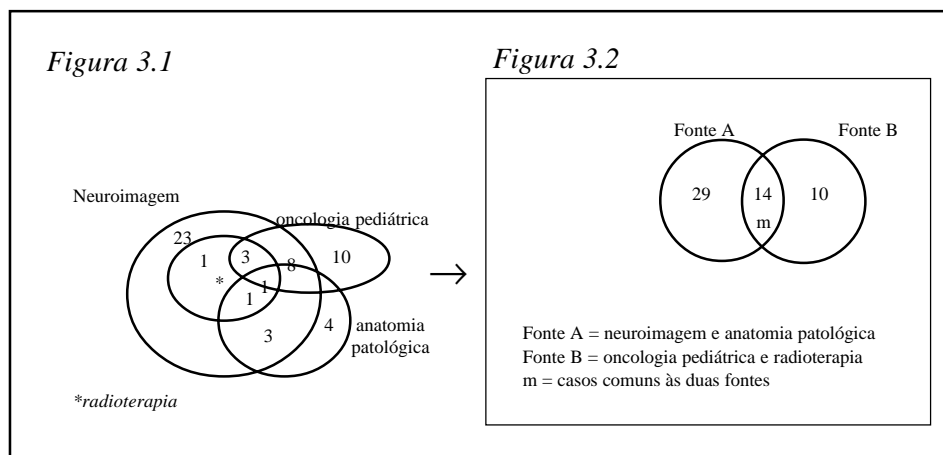 Figura 3.1
Neuroimagem
oncologia pediátrica
23
1
3
8
10
*
1
1
3
4
anatomia
patológica
*radioterapia
→
Figura 3.2
Fonte A
Fonte B
29
14
10
m
Fonte A = neuroimagem e anatomia patológica
Fonte B = oncologia pediátrica e radioterapia
m = casos comuns às duas fontes